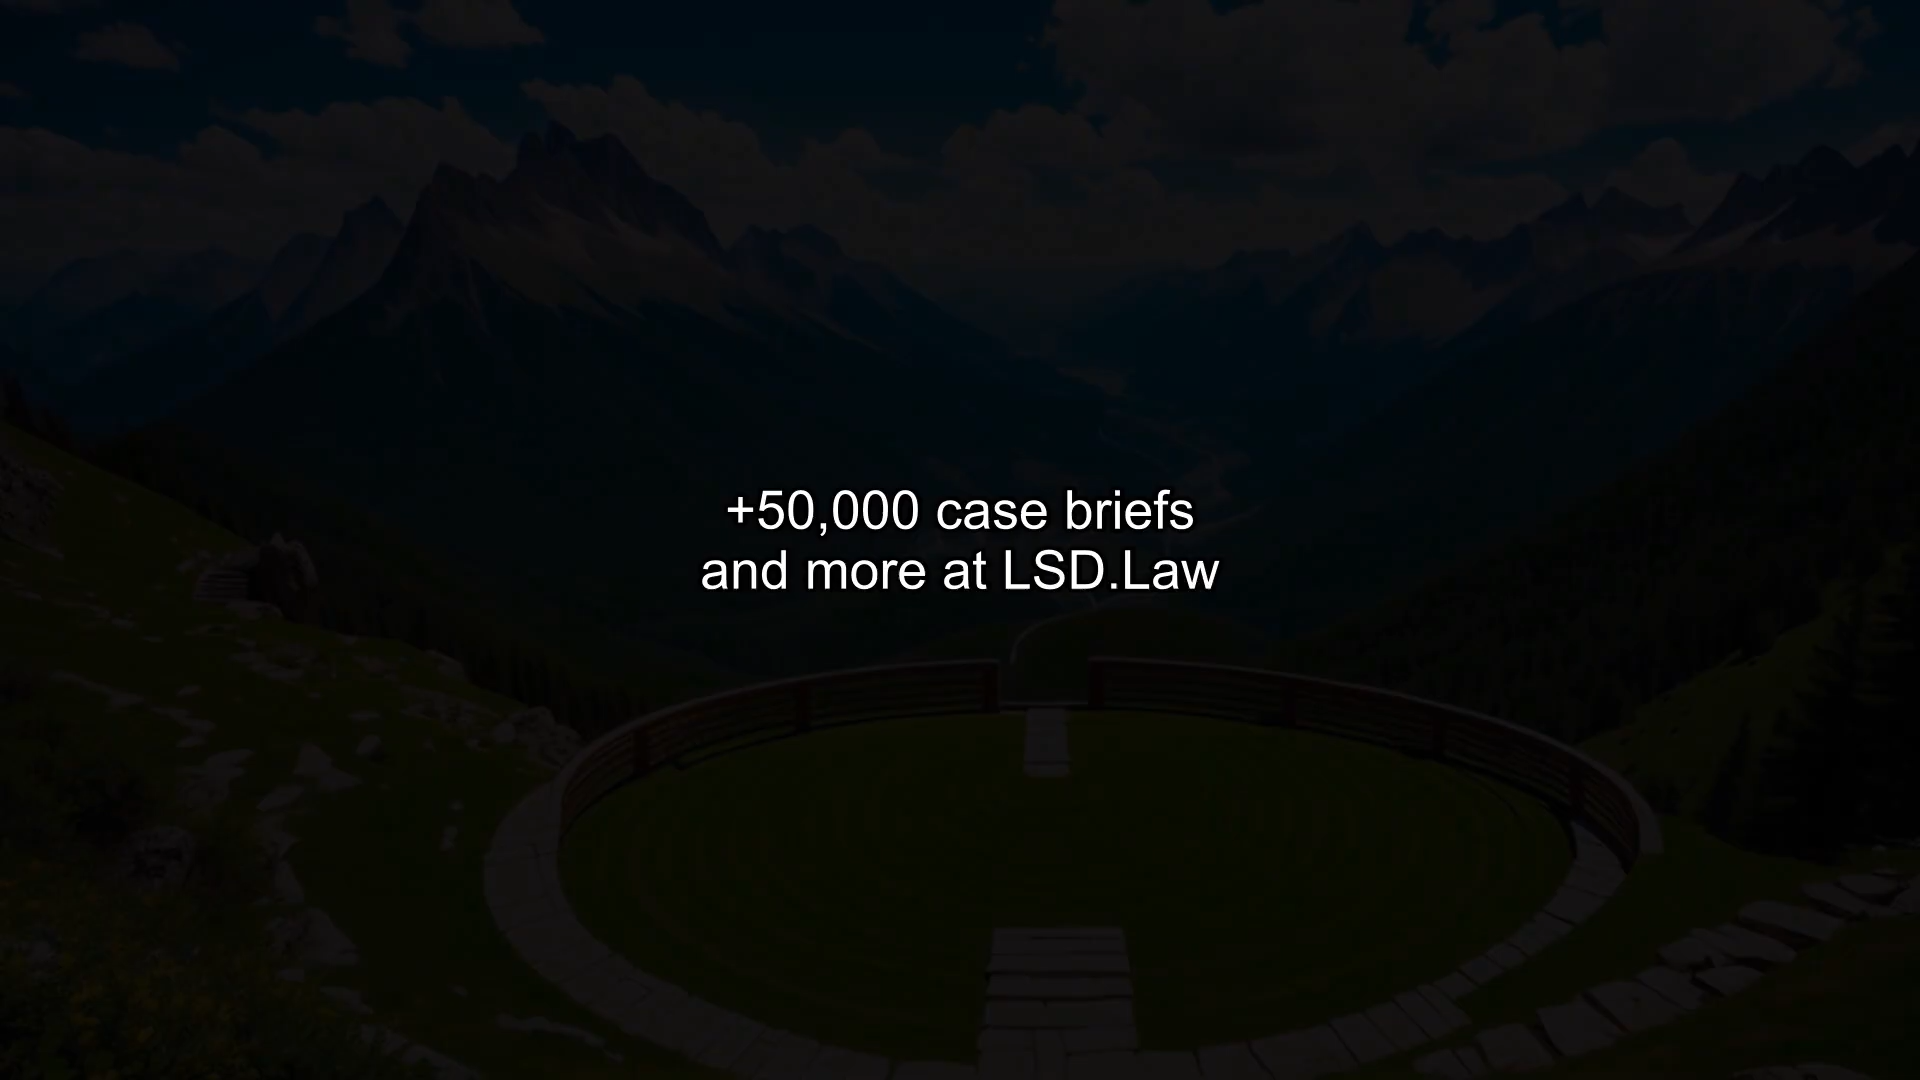 +50,000 case briefs
and more at LSD.Law